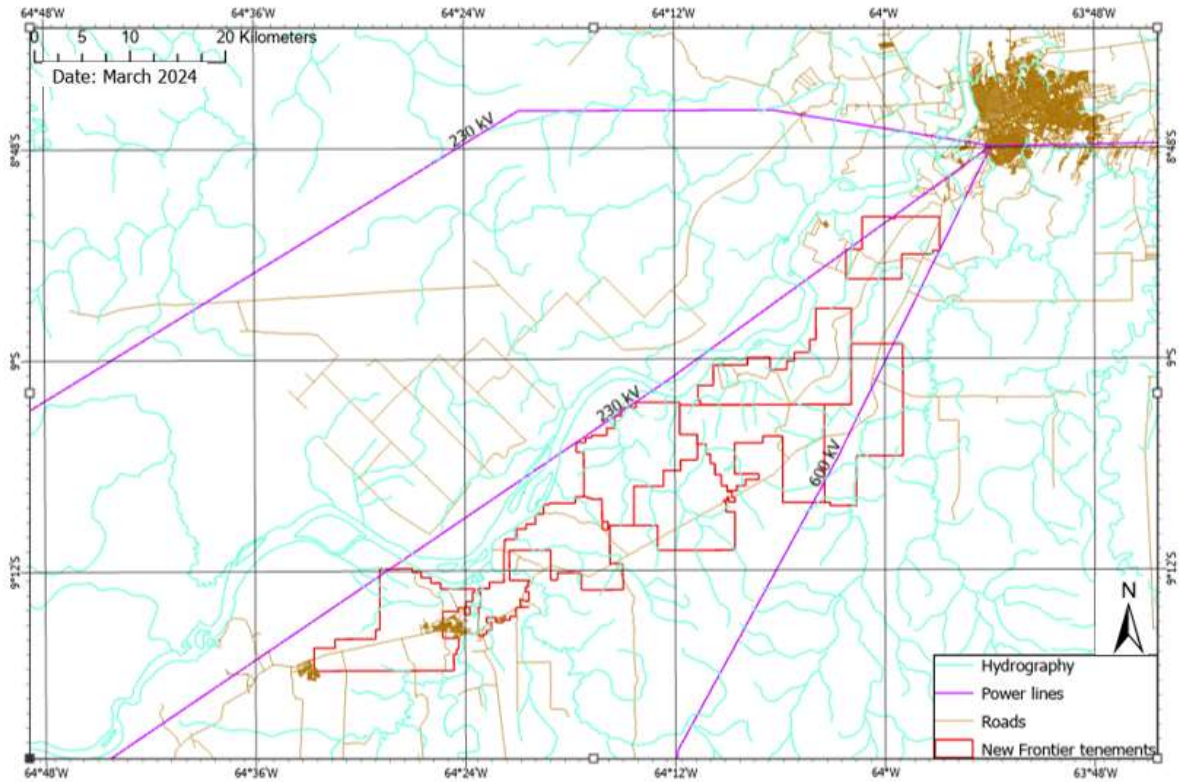 64°48'W 64°36'W 64°24'W 64°12'W 64°W 63°48'W
0 5 10 20 Kilometers
Date: March 2024
230 kV
8°48'S 8°48'S
9°S 9°S
230 kV
600 kV
9°12'S 9°12'S
N
Hydrography
Power lines
Roads
New Frontier tenements
64°48'W 64°36'W 64°24'W 64°12'W 64°W 63°48'W